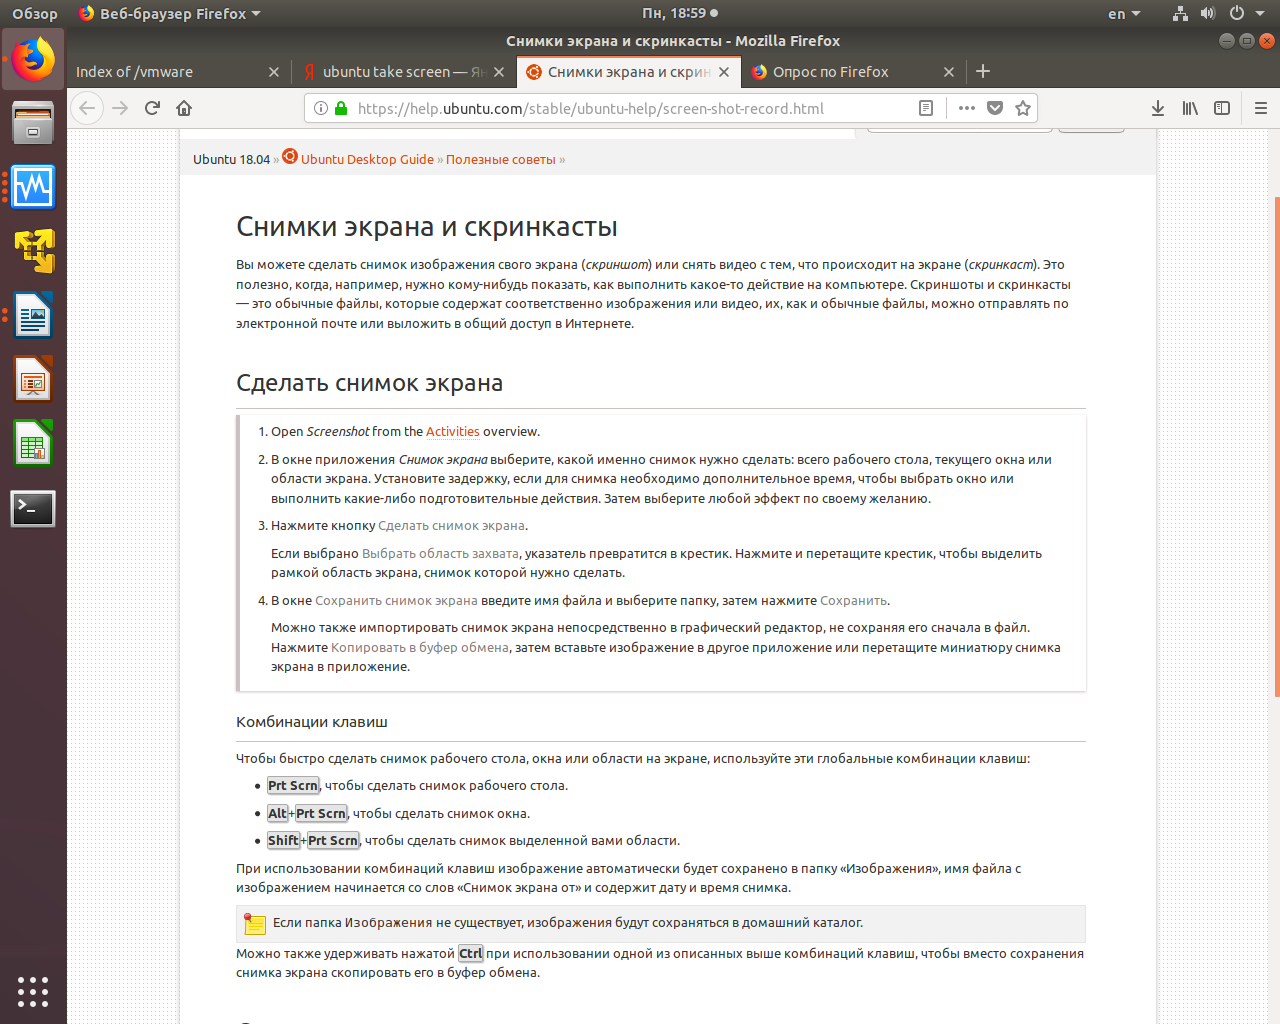 Обзор
Веб-браузер Firefox
Пн, 18:59
en
Снимки экрана и скринкасты - Mozilla Firefox
Index of /vmware
ubuntu take screen — Ян
Снимки экрана и скрин
Опрос по Firefox
https://help.ubuntu.com/stable/ubuntu-help/screen-shot-record.html
Ubuntu 18.04 » Ubuntu Desktop Guide » Полезные советы »
Снимки экрана и скринкасты
Вы можете сделать снимок изображения своего экрана (скриншот) или снять видео с тем, что происходит на экране (скринкаст). Это
полезно, когда, например, нужно кому-нибудь показать, как выполнить какое-то действие на компьютере. Скриншоты и скринкасты
— это обычные файлы, которые содержат соответственно изображения или видео, их, как и обычные файлы, можно отправлять по
электронной почте или выложить в общий доступ в Интернете.
Сделать снимок экрана
1. Open Screenshot from the Activities overview.
2. В окне приложения Снимок экрана выберите, какой именно снимок нужно сделать: всего рабочего стола, текущего окна или
области экрана. Установите задержку, если для снимка необходимо дополнительное время, чтобы выбрать окно или
выполнить какие-либо подготовительные действия. Затем выберите любой эффект по своему желанию.
3. Нажмите кнопку Сделать снимок экрана.
Если выбрано Выбрать область захвата, указатель превратится в крестик. Нажмите и перетащите крестик, чтобы выделить
рамкой область экрана, снимок которой нужно сделать.
4. В окне Сохранить снимок экрана введите имя файла и выберите папку, затем нажмите Сохранить.
Можно также импортировать снимок экрана непосредственно в графический редактор, не сохраняя его сначала в файл.
Нажмите Копировать в буфер обмена, затем вставьте изображение в другое приложение или перетащите миниатюру снимка
экрана в приложение.
Комбинации клавиш
Чтобы быстро сделать снимок рабочего стола, окна или области на экране, используйте эти глобальные комбинации клавиш:
• Prt Scrn, чтобы сделать снимок рабочего стола.
• Alt+Prt Scrn, чтобы сделать снимок окна.
• Shift+Prt Scrn, чтобы сделать снимок выделенной вами области.
При использовании комбинаций клавиш изображение автоматически будет сохранено в папку «Изображения», имя файла с
изображением начинается со слов «Снимок экрана от» и содержит дату и время снимка.
Если папка Изображения не существует, изображения будут сохраняться в домашний каталог.
Можно также удерживать нажатой Ctrl при использовании одной из описанных выше комбинаций клавиш, чтобы вместо сохранения
снимка экрана скопировать его в буфер обмена.